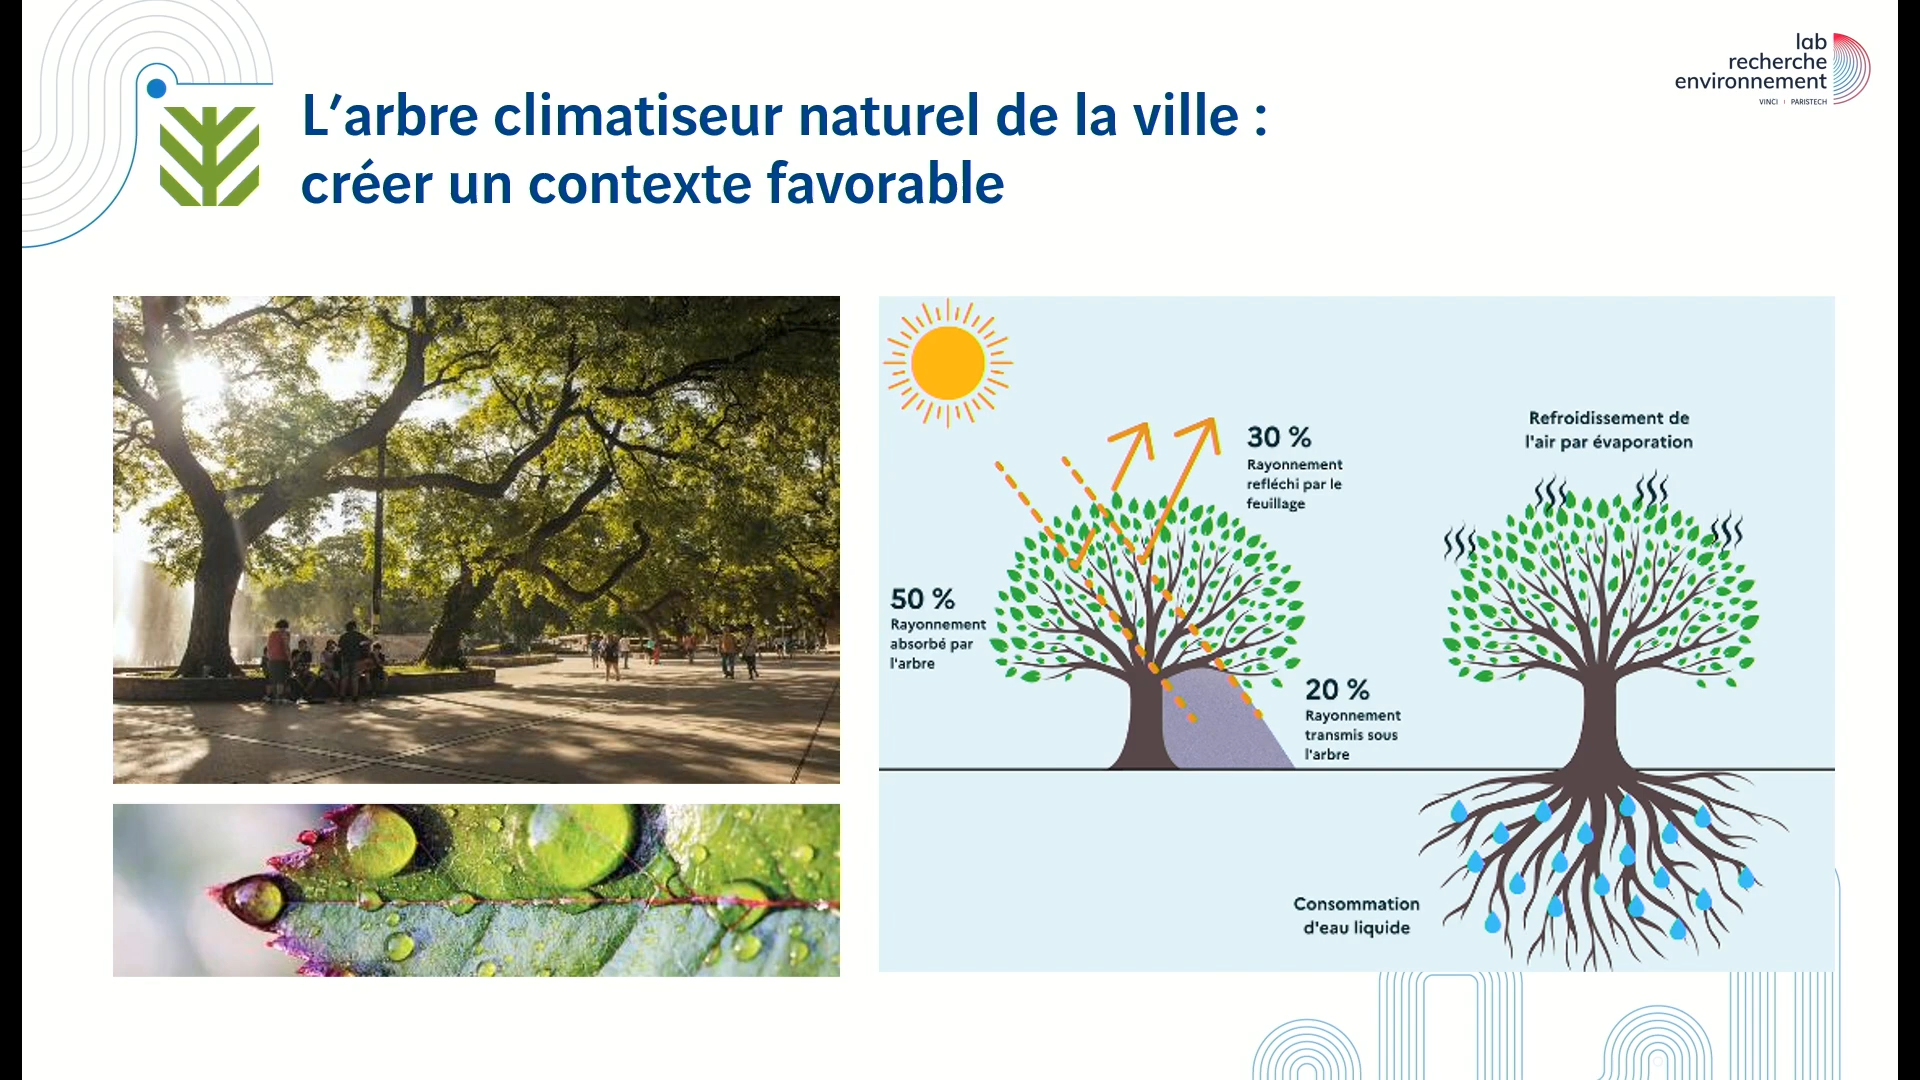 lab
recherche
environnement
VINCI | PARISTECH
L'arbre climatiseur naturel de la ville :
créer un contexte favorable
30 %
Rayonnement
refléchi par le
feuillage
50 %
Rayonnement
absorbé par
l'arbre
20 %
Rayonnement
transmis sous
l'arbre
Refroidissement de
l'air par évaporation
Consommation
d'eau liquide